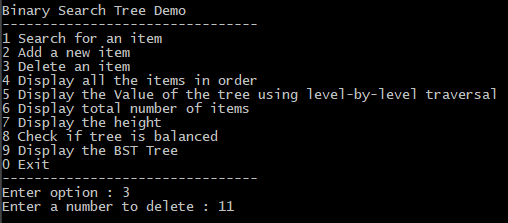 Binary Search Tree Demo
--------------------------------
1 Search for an item
2 Add a new item
3 Delete an item
4 Display all the items in order
5 Display the Value of the tree using level-by-level traversal
6 Display total number of items
7 Display the height
8 Check if tree is balanced
9 Display the BST Tree
0 Exit
--------------------------------
Enter option : 3
Enter a number to delete : 11